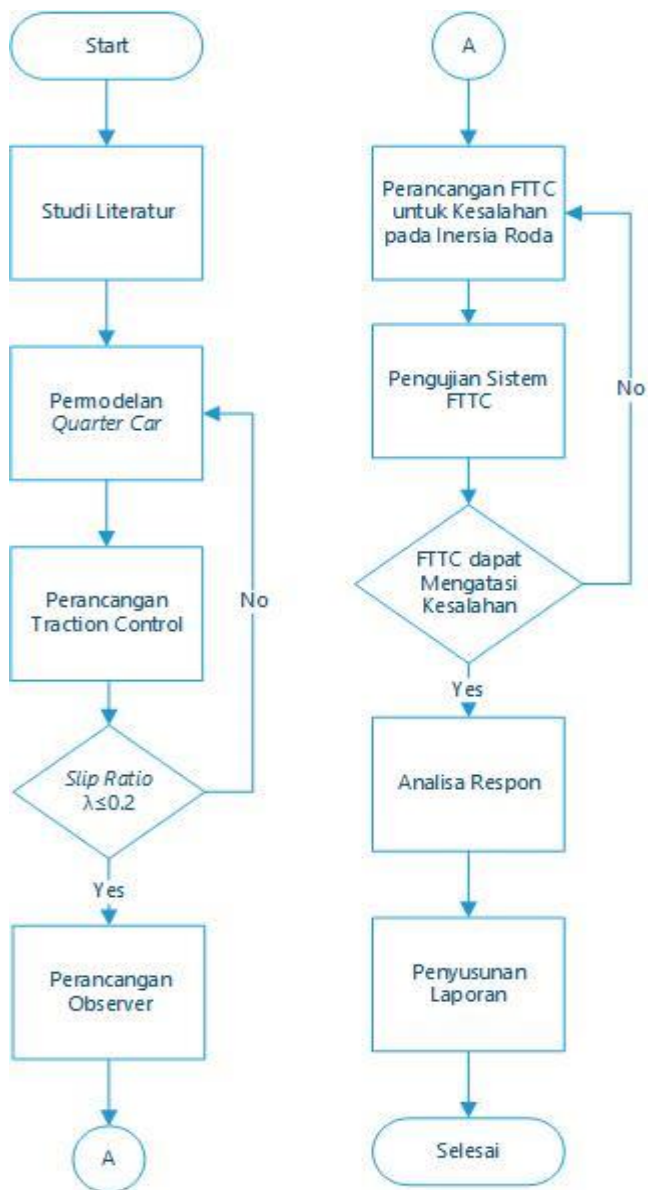 Start
Studi Literatur
Permodelan
Quarter Car
Perancangan
Traction Control
No
Slip Ratio
λ≤0.2
Yes
Perancangan
Observer
A
A
Perancangan FTTC
untuk Kesalahan
pada Inersia Roda
Pengujian Sistem
FTTC
No
FTTC dapat
Mengatasi
Kesalahan
Yes
Analisa Respon
Penyusunan
Laporan
Selesai